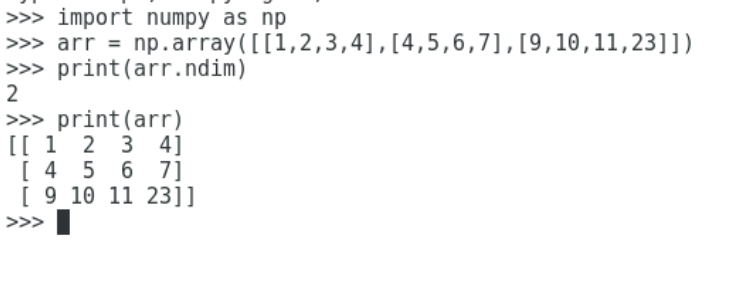 >>> import numpy as np
>>> arr = np.array([[1,2,3,4],[4,5,6,7],[9,10,11,23]])
>>> print(arr.ndim)
2
>>> print(arr)
[[ 1  2  3  4]
 [ 4  5  6  7]
 [ 9 10 11 23]]
>>>